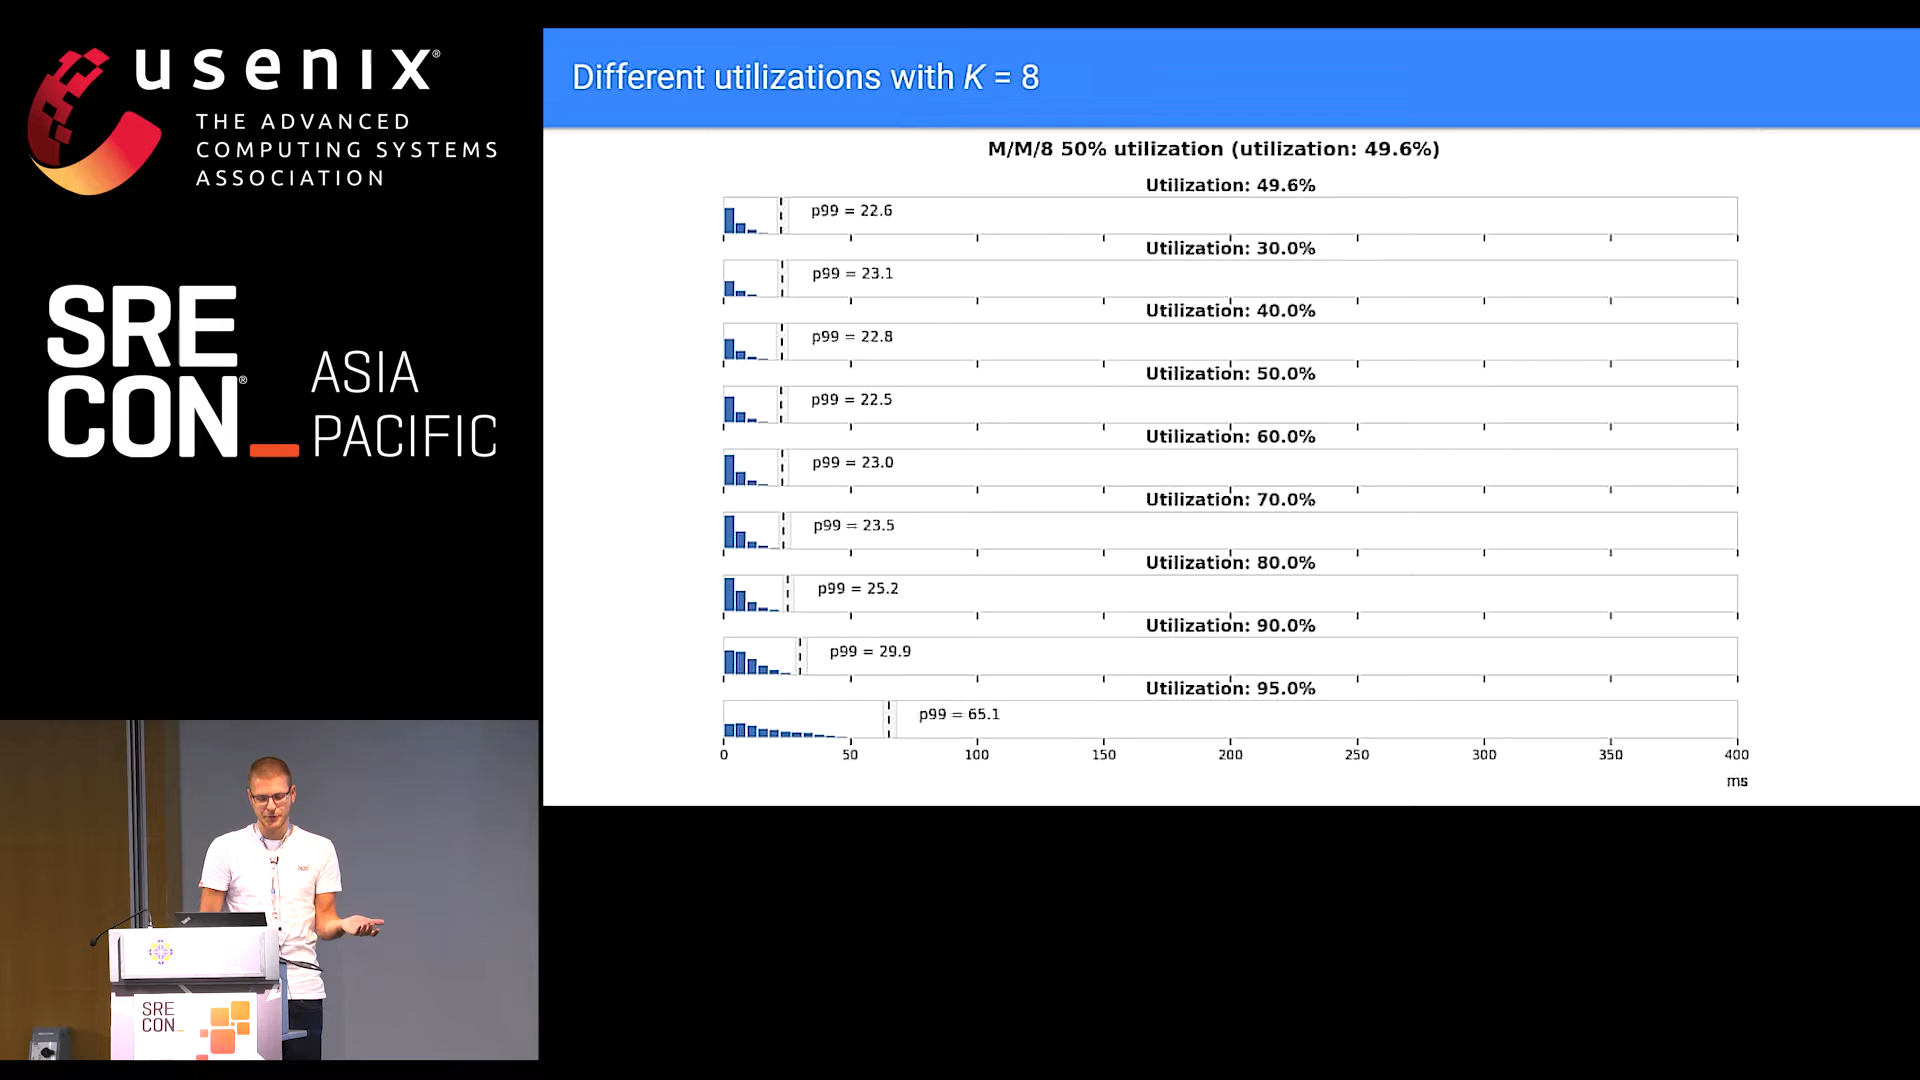 usenix®
THE ADVANCED
COMPUTING SYSTEMS
ASSOCIATION
SRE
CON®_
ASIA
PACIFIC
Different utilizations with K = 8
M/M/8 50% utilization (utilization: 49.6%)
Utilization: 49.6%
p99 = 22.6
Utilization: 30.0%
p99 = 23.1
Utilization: 40.0%
p99 = 22.8
Utilization: 50.0%
p99 = 22.5
Utilization: 60.0%
p99 = 23.0
Utilization: 70.0%
p99 = 23.5
Utilization: 80.0%
p99 = 25.2
Utilization: 90.0%
p99 = 29.9
Utilization: 95.0%
p99 = 65.1
0 50 100 150 200 250 300 350 400
ms
SRE
CON_